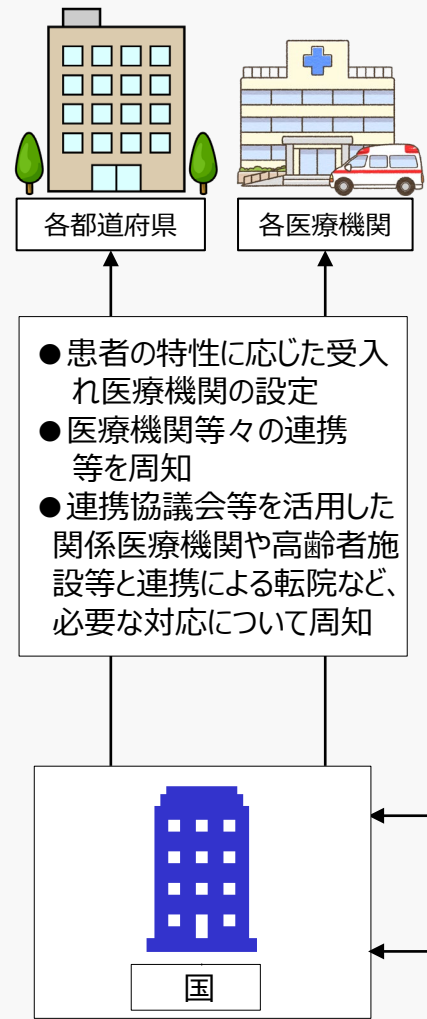 各都道府県
各医療機関
●患者の特性に応じた受入
れ医療機関の設定
●医療機関等々の連携
等を周知
●連携協議会等を活用した
関係医療機関や高齢者施
設等と連携による転院など、
必要な対応について周知
国